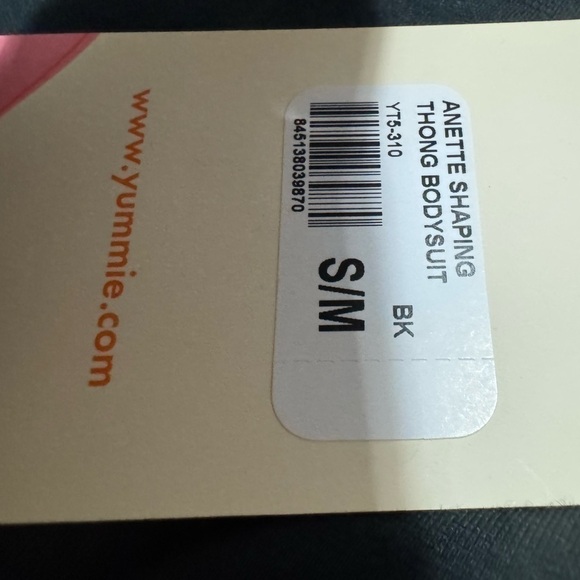 ANETTE SHAPING
THONG BODYSUIT
YT5-310
BK
845138039870
S/M
www.yummie.com